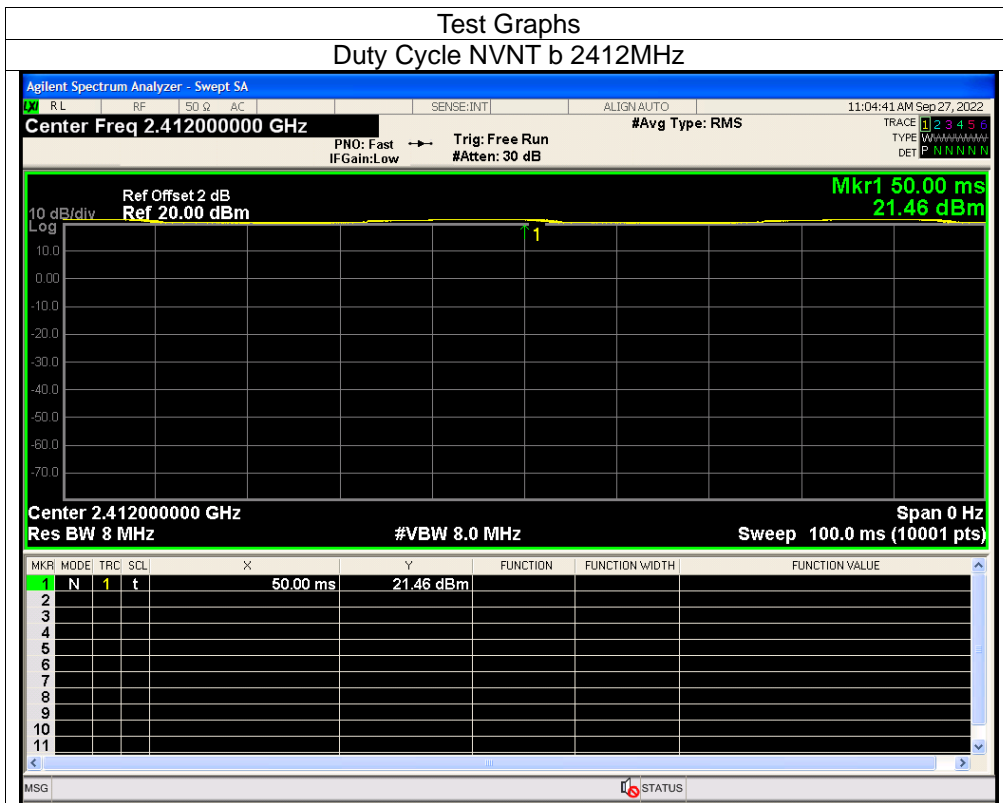 Test Graphs
Duty Cycle NVNT b 2412MHz
Agilent Spectrum Analyzer - Swept SA
LXI RL RF 50 Ω AC SENSE:INT ALIGN AUTO 11:04:41 AM Sep 27, 2022
Center Freq 2.412000000 GHz #Avg Type: RMS TRACE 1 2 3 4 5 6
PNO: Fast Trig: Free Run TYPE WWWWWW
IFGain:Low #Atten: 30 dB DET P N N N N N
Mkr1 50.00 ms
Ref Offset 2 dB
10 dB/div Ref 20.00 dBm 21.46 dBm
Log
1
10.0
0.00
-10.0
-20.0
-30.0
-40.0
-50.0
-60.0
-70.0
Center 2.412000000 GHz Span 0 Hz
Res BW 8 MHz #VBW 8.0 MHz Sweep 100.0 ms (10001 pts)
MKR MODE TRC SCL X Y FUNCTION FUNCTION WIDTH FUNCTION VALUE
1 N 1 t 50.00 ms 21.46 dBm
2
3
4
5
6
7
8
9
10
11
MSG STATUS